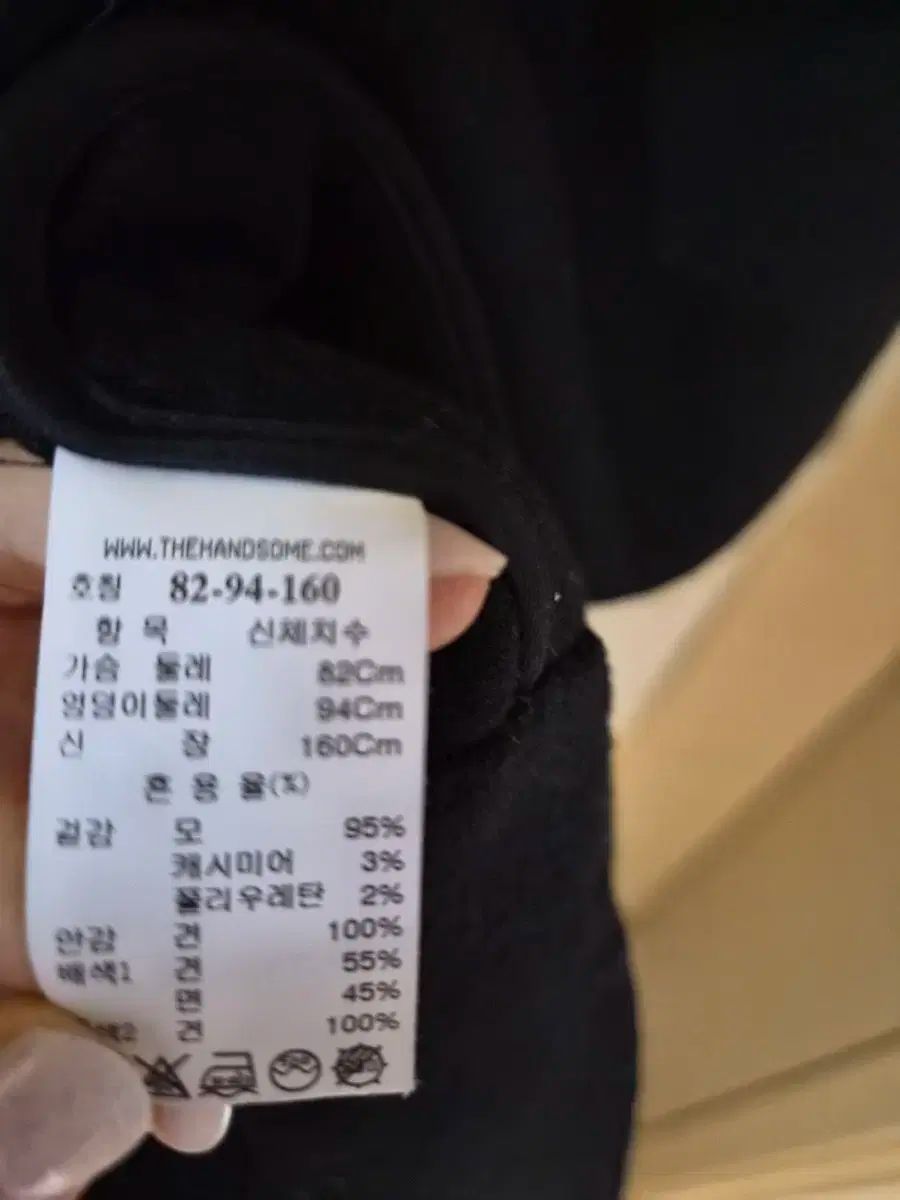 WWW.THEHANDSOME.COM
호칭 82-94-160
항 목 신체치수
가슴 둘레 82Cm
엉덩이둘레 94Cm
신 장 160Cm
혼 용 율(%)
겉감 모 95%
캐시미어 3%
폴리우레탄 2%
안감 견 100%
배색1 견 55%
면 45%
색2 견 100%